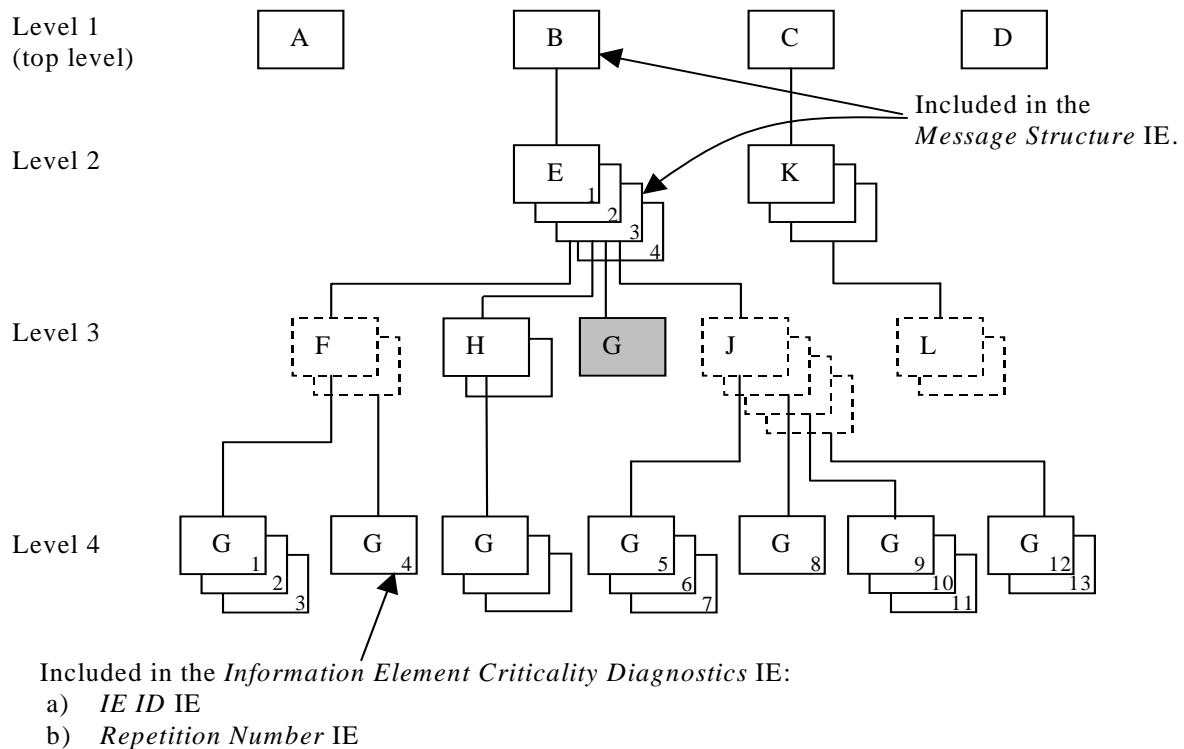 Level 1
(top level)
A
B
C
D
Included in the
Message Structure IE.
Level 2
E
1
2
3
4
K
Level 3
F
H
G
J
L
Level 4
G
1
2
3
G
4
G
G
5
6
7
G
8
G
9
10
11
G
12
13
Included in the Information Element Criticality Diagnostics IE:
a) IE ID IE
b) Repetition Number IE